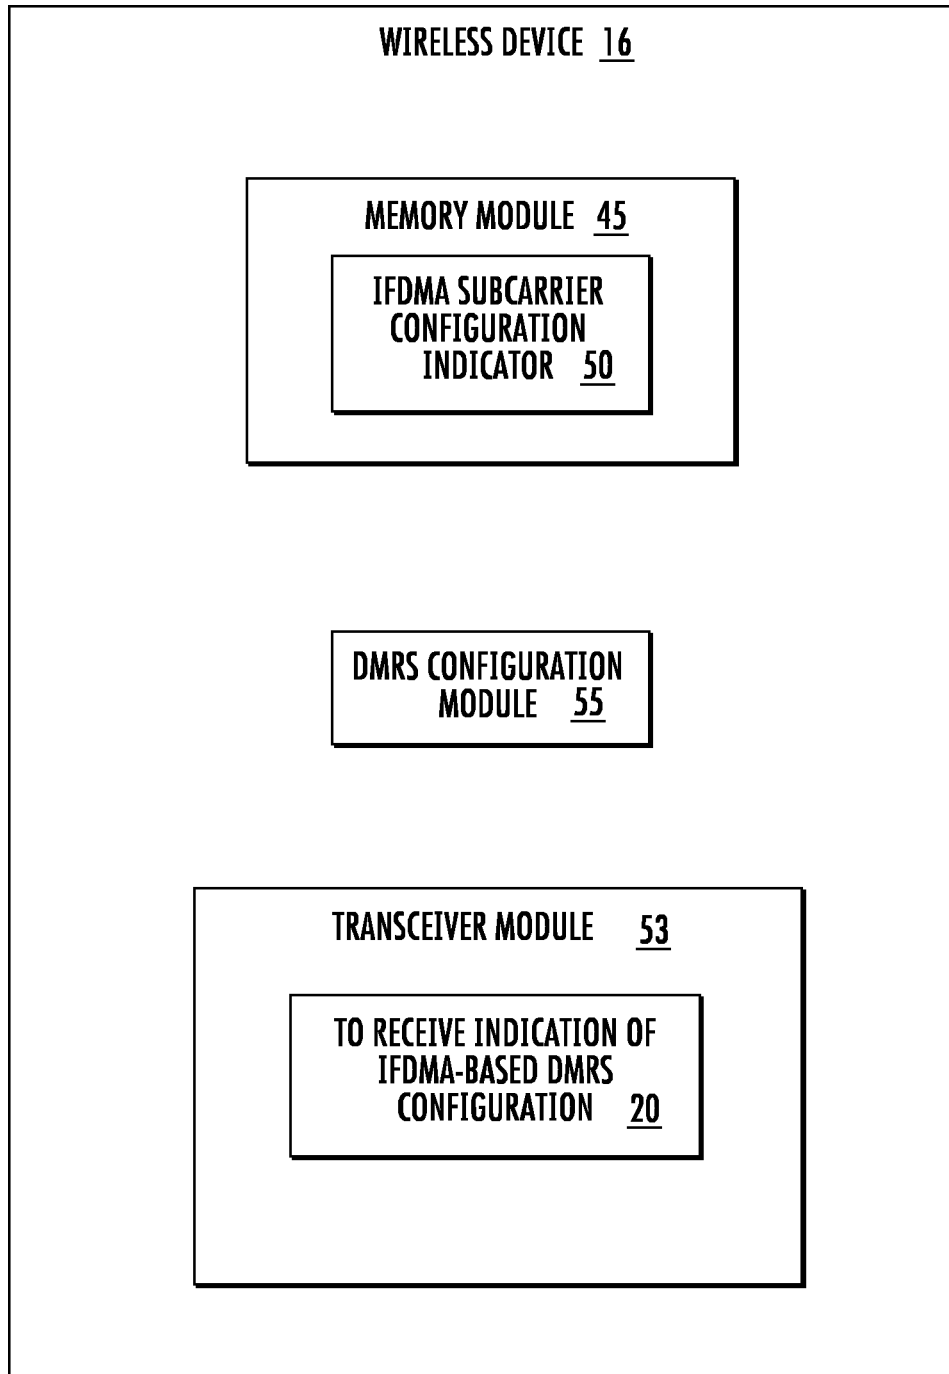 WIRELESS DEVICE 16
MEMORY MODULE 45
IFDMA SUBCARRIER
CONFIGURATION
INDICATOR 50
DMRS CONFIGURATION
MODULE 55
TRANSCEIVER MODULE 53
TO RECEIVE INDICATION OF
IFDMA-BASED DMRS
CONFIGURATION 20